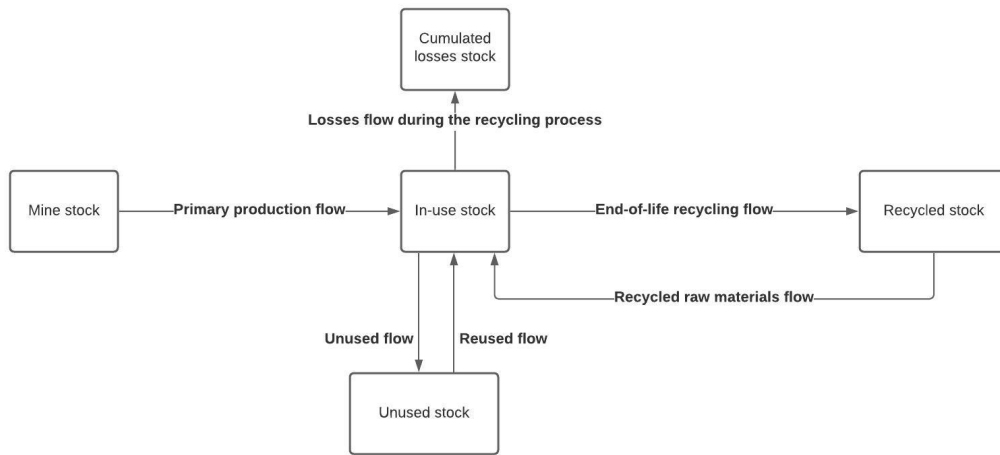 Cumulated
losses stock
Losses flow during the recycling process
Mine stock
Primary production flow
In-use stock
End-of-life recycling flow
Recycled stock
Recycled raw materials flow
Unused flow
Reused flow
Unused stock